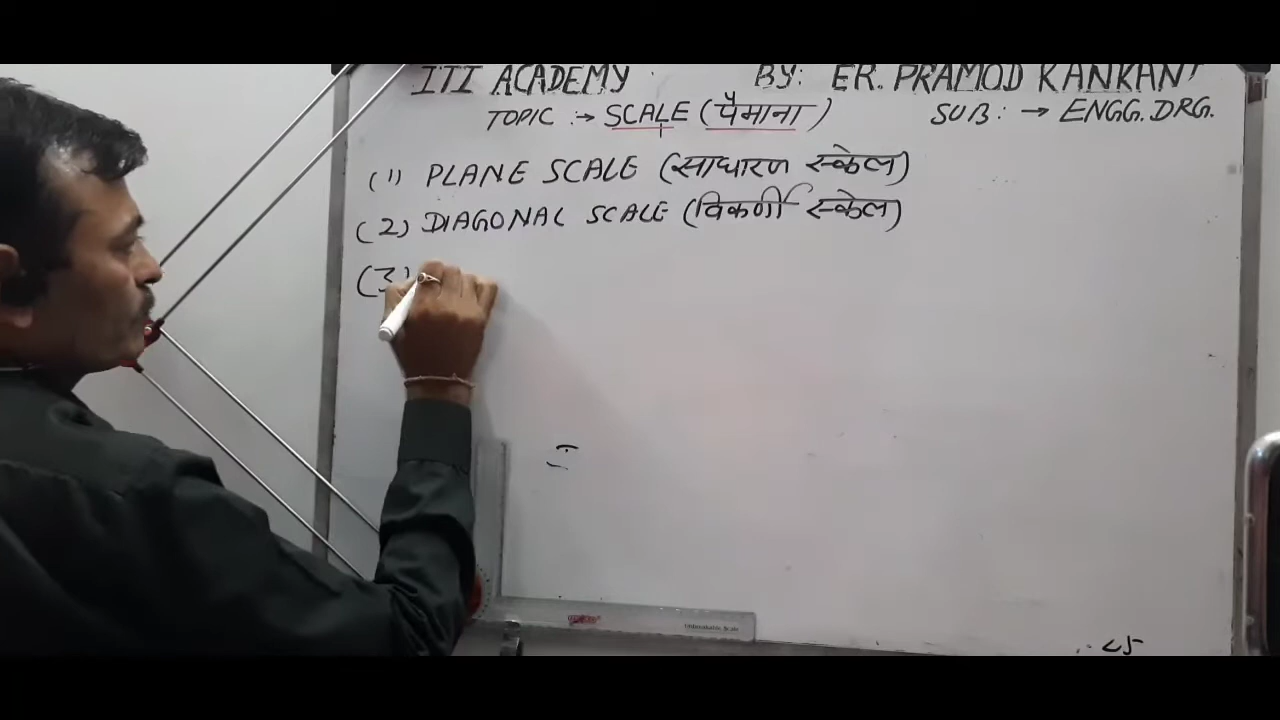 ITI ACADEMY BY: ER. PRAMOD KANKANI
TOPIC :→ SCALE (पैमाना) SUB: → ENGG. DRG.
(1) PLANE SCALE (साधारण स्केल)
(2) DIAGONAL SCALE (विकर्णी स्केल)
(3)